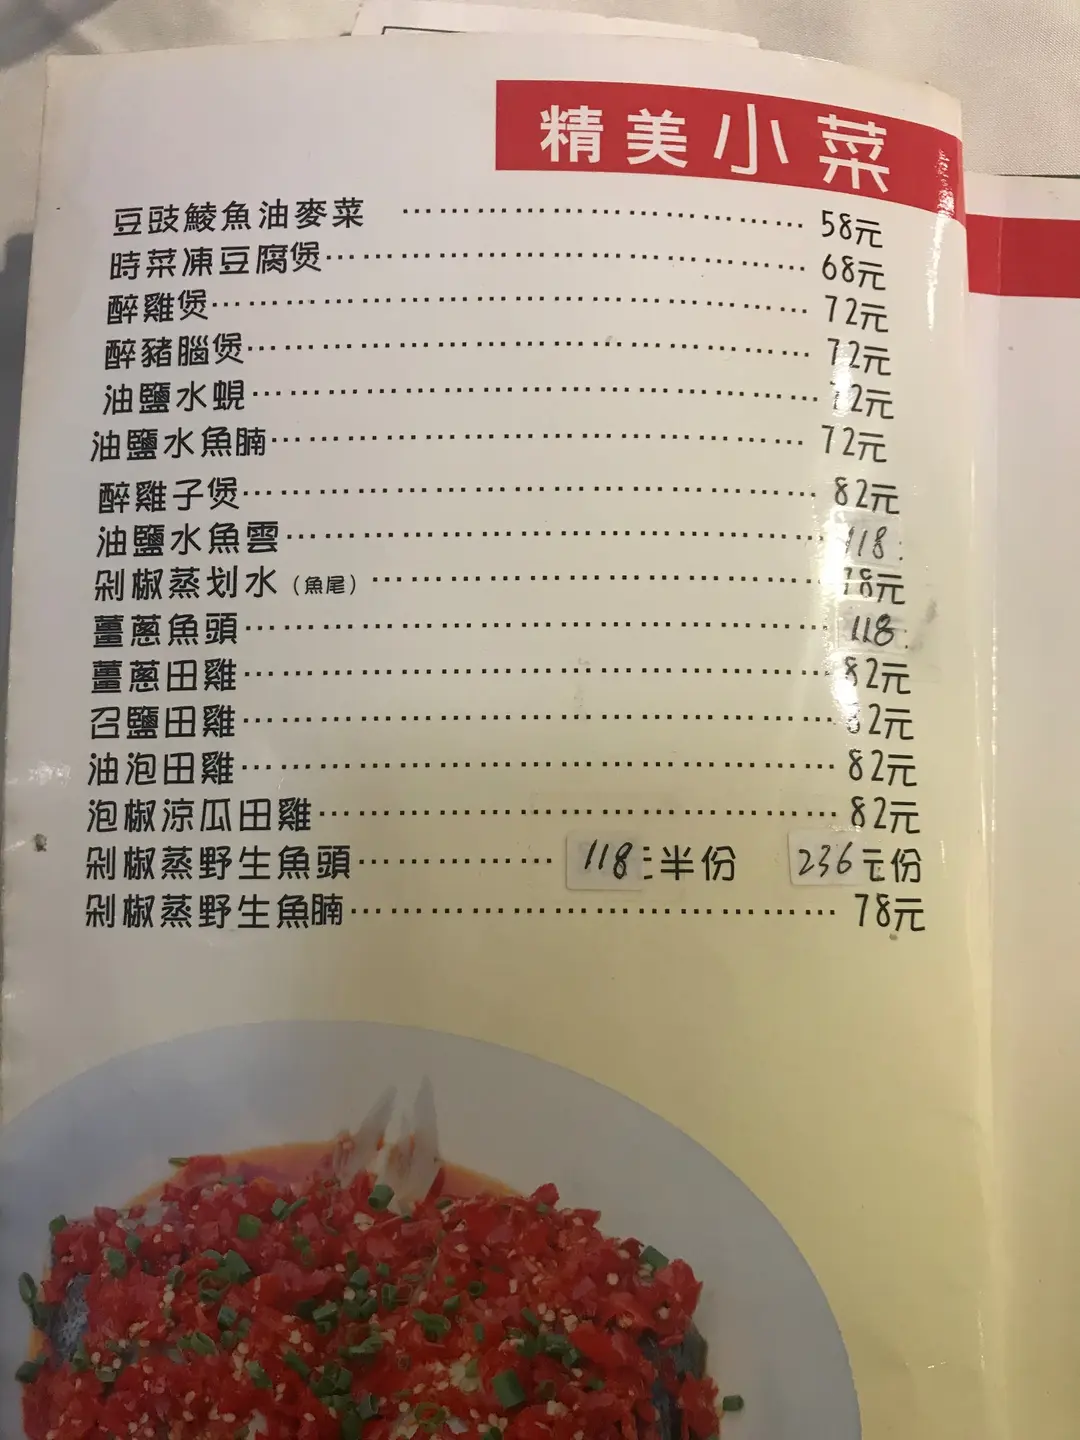 精美小菜
豆豉鯪魚油麥菜 ………………………… 58元
時菜凍豆腐煲………………………… 68元
醉雞煲………………………… 72元
醉豬腦煲………………………… 72元
油鹽水蜆………………………… 72元
油鹽水魚腩………………………… 72元
醉雞子煲………………………… 82元
油鹽水魚雲………………………… 118
剁椒蒸划水(魚尾)………………………… 78元
薑蔥魚頭………………………… 118
薑蔥田雞………………………… 82元
召鹽田雞………………………… 82元
油泡田雞………………………… 82元
泡椒涼瓜田雞………………………… 82元
剁椒蒸野生魚頭…………… 118 半份 236元份
剁椒蒸野生魚腩………………………… 78元